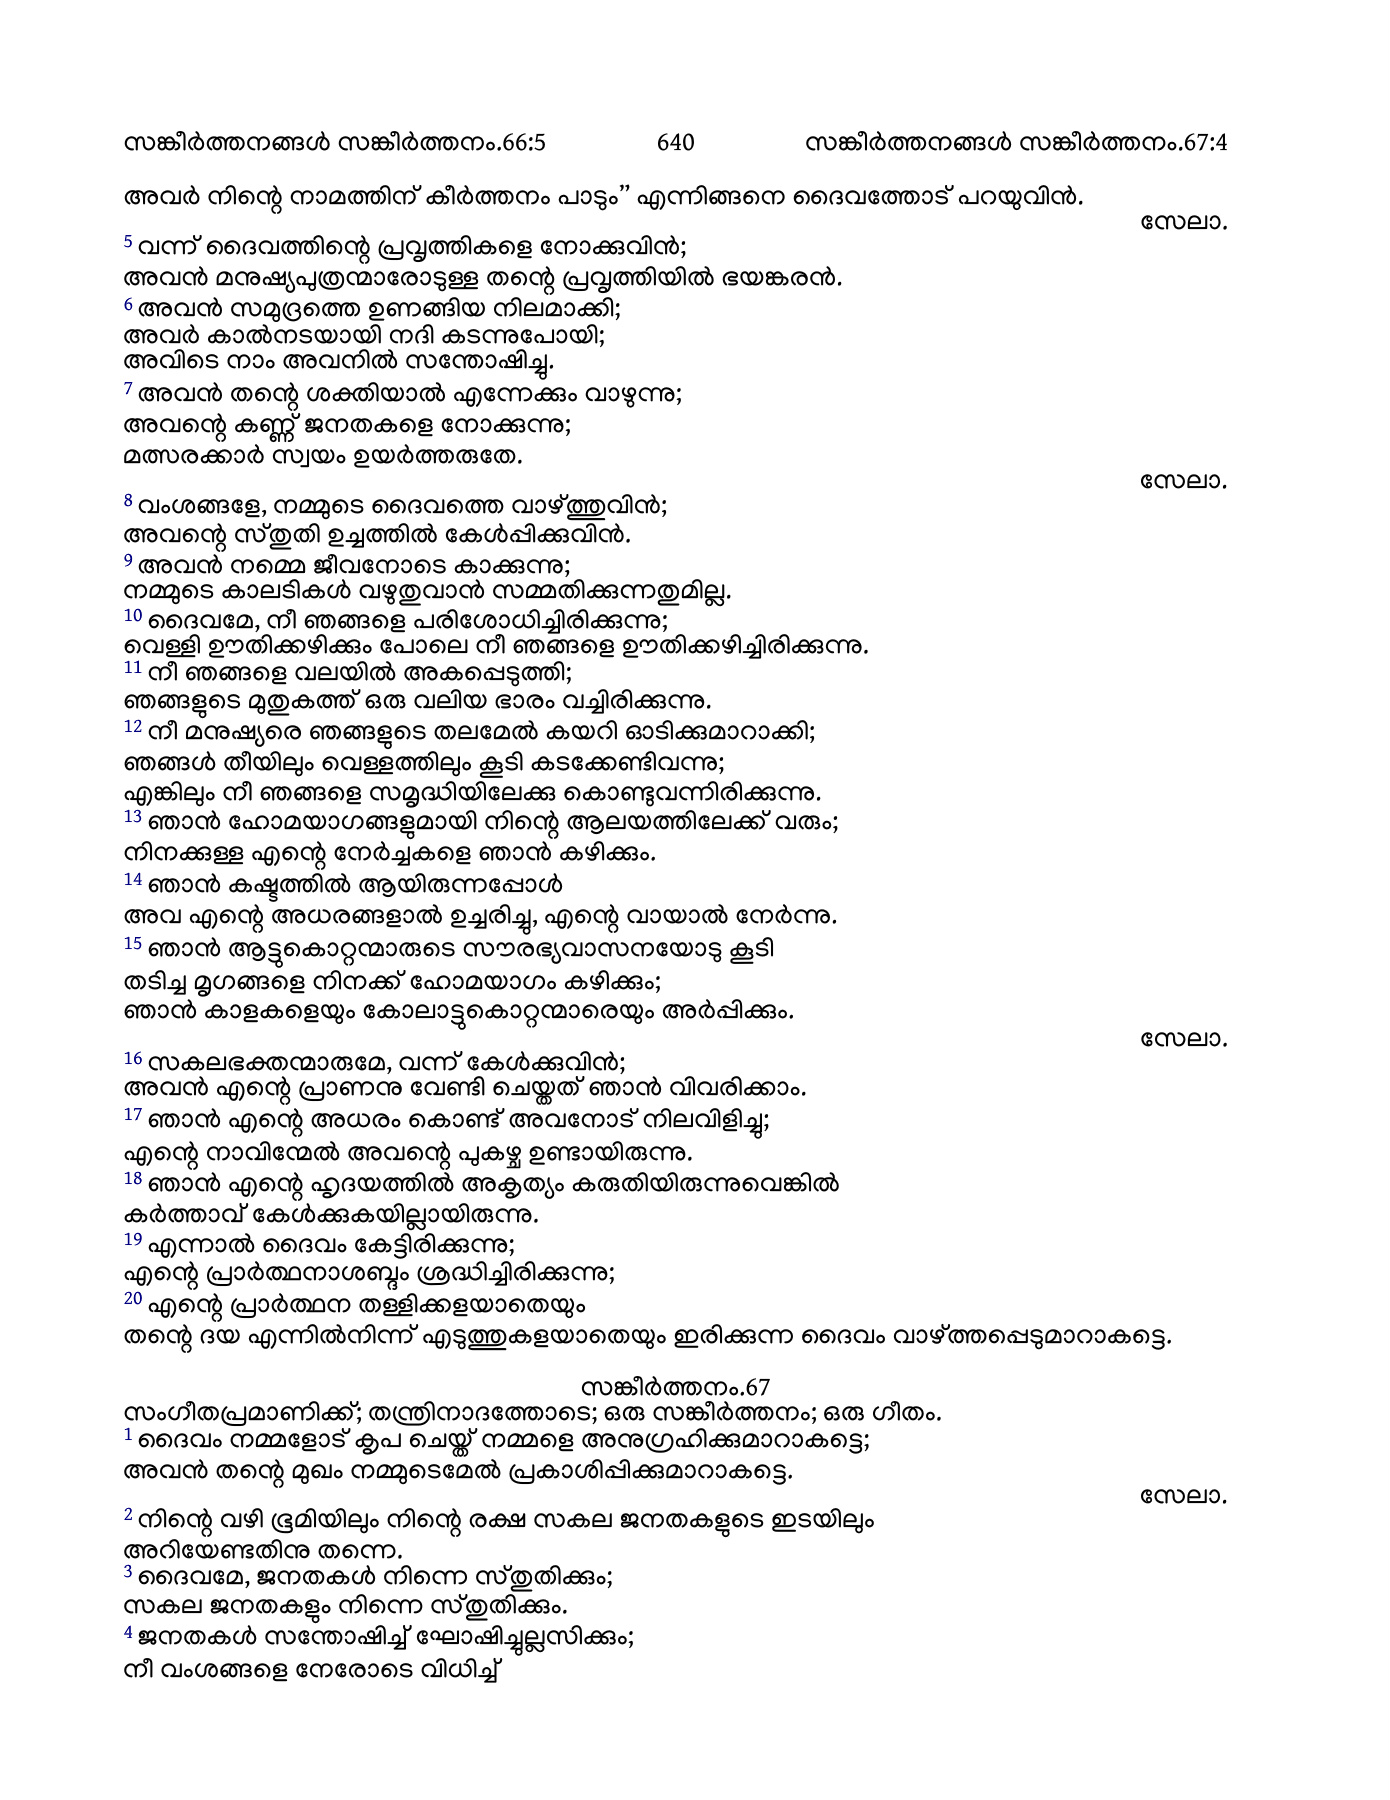 സങ്കീർത്തനങ്ങൾ സങ്കീർത്തനം.66:5 640 സങ്കീർത്തനങ്ങൾ സങ്കീർത്തനം.67:4
അവർ നിന്റെ നാമത്തിന് കീർത്തനം പാടും” എന്നിങ്ങനെ ദൈവത്തോട് പറയുവിൻ.
സേലാ.
5 വന്ന് ദൈവത്തിന്റെ പ്രവൃത്തികളെ നോക്കുവിൻ;
അവൻ മനുഷ്യപുത്രന്മാരോടുള്ള തന്റെ പ്രവൃത്തിയിൽ ഭയങ്കരൻ.
6 അവൻ സമുദ്രത്തെ ഉണങ്ങിയ നിലമാക്കി;
അവർ കാൽനടയായി നദി കടന്നുപോയി;
അവിടെ നാം അവനിൽ സന്തോഷിച്ചു.
7 അവൻ തന്റെ ശക്തിയാൽ എന്നേക്കും വാഴുന്നു;
അവന്റെ കണ്ണ് ജനതകളെ നോക്കുന്നു;
മത്സരക്കാർ സ്വയം ഉയർത്തരുതേ.
സേലാ.
8 വംശങ്ങളേ, നമ്മുടെ ദൈവത്തെ വാഴ്ത്തുവിൻ;
അവന്റെ സ്തുതി ഉച്ചത്തിൽ കേൾപ്പിക്കുവിൻ.
9 അവൻ നമ്മെ ജീവനോടെ കാക്കുന്നു;
നമ്മുടെ കാലടികൾ വഴുതുവാൻ സമ്മതിക്കുന്നതുമില്ല.
10 ദൈവമേ, നീ ഞങ്ങളെ പരിശോധിച്ചിരിക്കുന്നു;
വെള്ളി ഊതിക്കഴിക്കും പോലെ നീ ഞങ്ങളെ ഊതിക്കഴിച്ചിരിക്കുന്നു.
11 നീ ഞങ്ങളെ വലയിൽ അകപ്പെടുത്തി;
ഞങ്ങളുടെ മുതുകത്ത് ഒരു വലിയ ഭാരം വച്ചിരിക്കുന്നു.
12 നീ മനുഷ്യരെ ഞങ്ങളുടെ തലമേൽ കയറി ഓടിക്കുമാറാക്കി;
ഞങ്ങൾ തീയിലും വെള്ളത്തിലും കൂടി കടക്കേണ്ടിവന്നു;
എങ്കിലും നീ ഞങ്ങളെ സമൃദ്ധിയിലേക്കു കൊണ്ടുവന്നിരിക്കുന്നു.
13 ഞാൻ ഹോമയാഗങ്ങളുമായി നിന്റെ ആലയത്തിലേക്ക് വരും;
നിനക്കുള്ള എന്റെ നേർച്ചകളെ ഞാൻ കഴിക്കും.
14 ഞാൻ കഷ്ടത്തിൽ ആയിരുന്നപ്പോൾ
അവ എന്റെ അധരങ്ങളാൽ ഉച്ചരിച്ചു, എന്റെ വായാൽ നേർന്നു.
15 ഞാൻ ആട്ടുകൊറ്റന്മാരുടെ സൗരഭ്യവാസനയോടു കൂടി
തടിച്ച മൃഗങ്ങളെ നിനക്ക് ഹോമയാഗം കഴിക്കും;
ഞാൻ കാളകളെയും കോലാട്ടുകൊറ്റന്മാരെയും അർപ്പിക്കും.
സേലാ.
16 സകലഭക്തന്മാരുമേ, വന്ന് കേൾക്കുവിൻ;
അവൻ എന്റെ പ്രാണനു വേണ്ടി ചെയ്തത് ഞാൻ വിവരിക്കാം.
17 ഞാൻ എന്റെ അധരം കൊണ്ട് അവനോട് നിലവിളിച്ചു;
എന്റെ നാവിന്മേൽ അവന്റെ പുകഴ്ച ഉണ്ടായിരുന്നു.
18 ഞാൻ എന്റെ ഹൃദയത്തിൽ അകൃത്യം കരുതിയിരുന്നുവെങ്കിൽ
കർത്താവ് കേൾക്കുകയില്ലായിരുന്നു.
19 എന്നാൽ ദൈവം കേട്ടിരിക്കുന്നു;
എന്റെ പ്രാർത്ഥനാശബ്ദം ശ്രദ്ധിച്ചിരിക്കുന്നു;
20 എന്റെ പ്രാർത്ഥന തള്ളിക്കളയാതെയും
തന്റെ ദയ എന്നിൽനിന്ന് എടുത്തുകളയാതെയും ഇരിക്കുന്ന ദൈവം വാഴ്ത്തപ്പെടുമാറാകട്ടെ.
സങ്കീർത്തനം.67
സംഗീതപ്രമാണിക്ക്; തന്ത്രിനാദത്തോടെ; ഒരു സങ്കീർത്തനം; ഒരു ഗീതം.
1 ദൈവം നമ്മളോട് കൃപ ചെയ്ത് നമ്മളെ അനുഗ്രഹിക്കുമാറാകട്ടെ;
അവൻ തന്റെ മുഖം നമ്മുടെമേൽ പ്രകാശിപ്പിക്കുമാറാകട്ടെ.
സേലാ.
2 നിന്റെ വഴി ഭൂമിയിലും നിന്റെ രക്ഷ സകല ജനതകളുടെ ഇടയിലും
അറിയേണ്ടതിനു തന്നെ.
3 ദൈവമേ, ജനതകൾ നിന്നെ സ്തുതിക്കും;
സകല ജനതകളും നിന്നെ സ്തുതിക്കും.
4 ജനതകൾ സന്തോഷിച്ച് ഘോഷിച്ചുല്ലസിക്കും;
നീ വംശങ്ങളെ നേരോടെ വിധിച്ച്